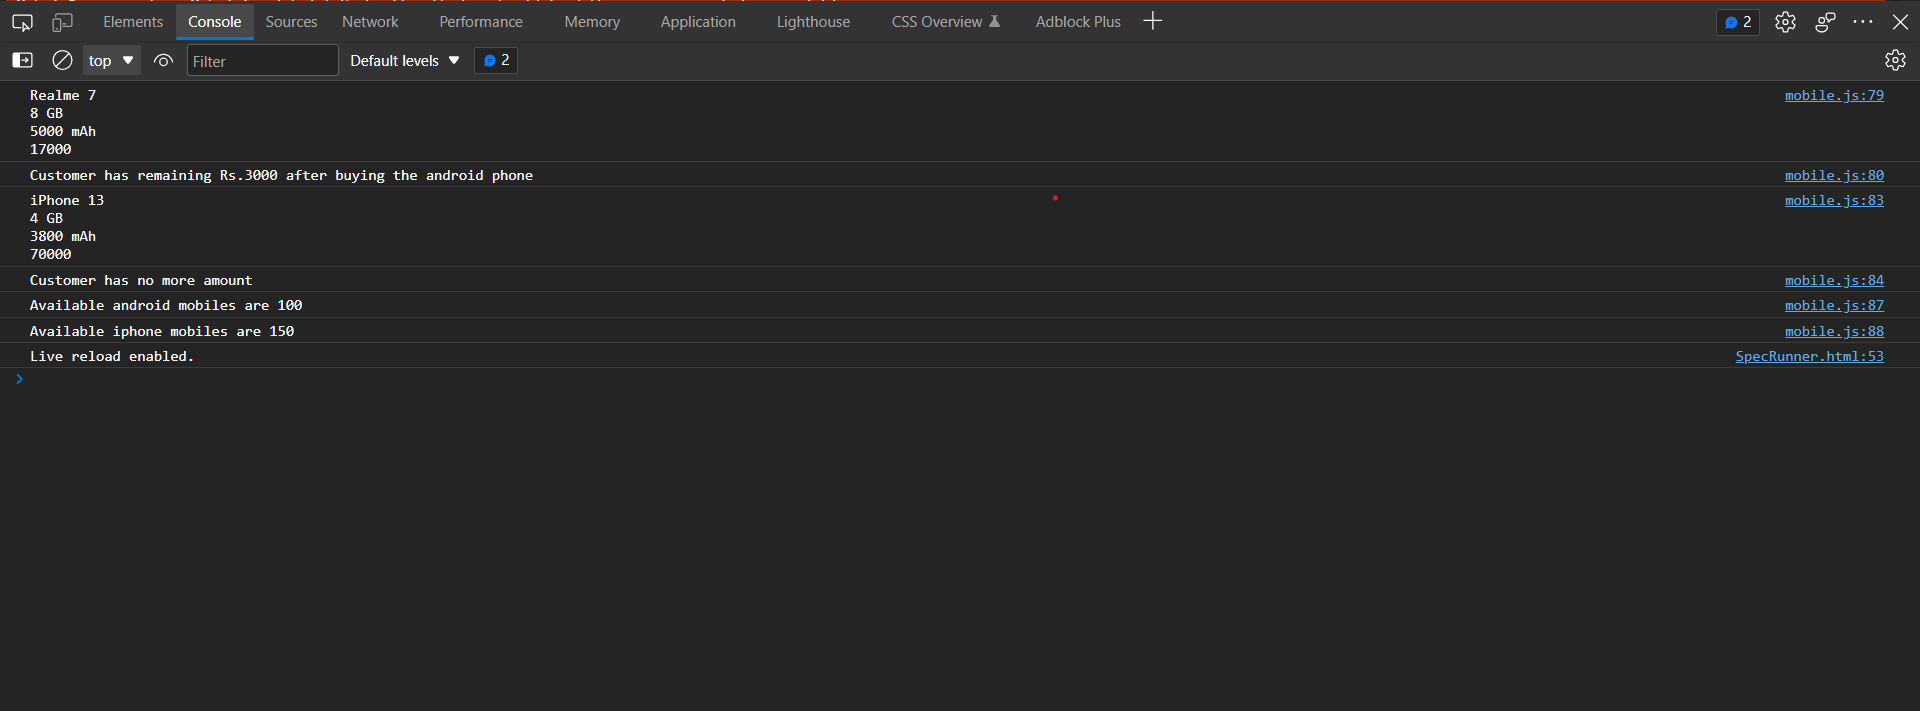 Elements Console Sources Network Performance Memory Application Lighthouse CSS Overview Adblock Plus 2
top Filter Default levels 2
Realme 7 mobile.js:79
8 GB
5000 mAh
17000
Customer has remaining Rs.3000 after buying the android phone mobile.js:80
iPhone 13 mobile.js:83
4 GB
3800 mAh
70000
Customer has no more amount mobile.js:84
Available android mobiles are 100 mobile.js:87
Available iphone mobiles are 150 mobile.js:88
Live reload enabled. SpecRunner.html:53